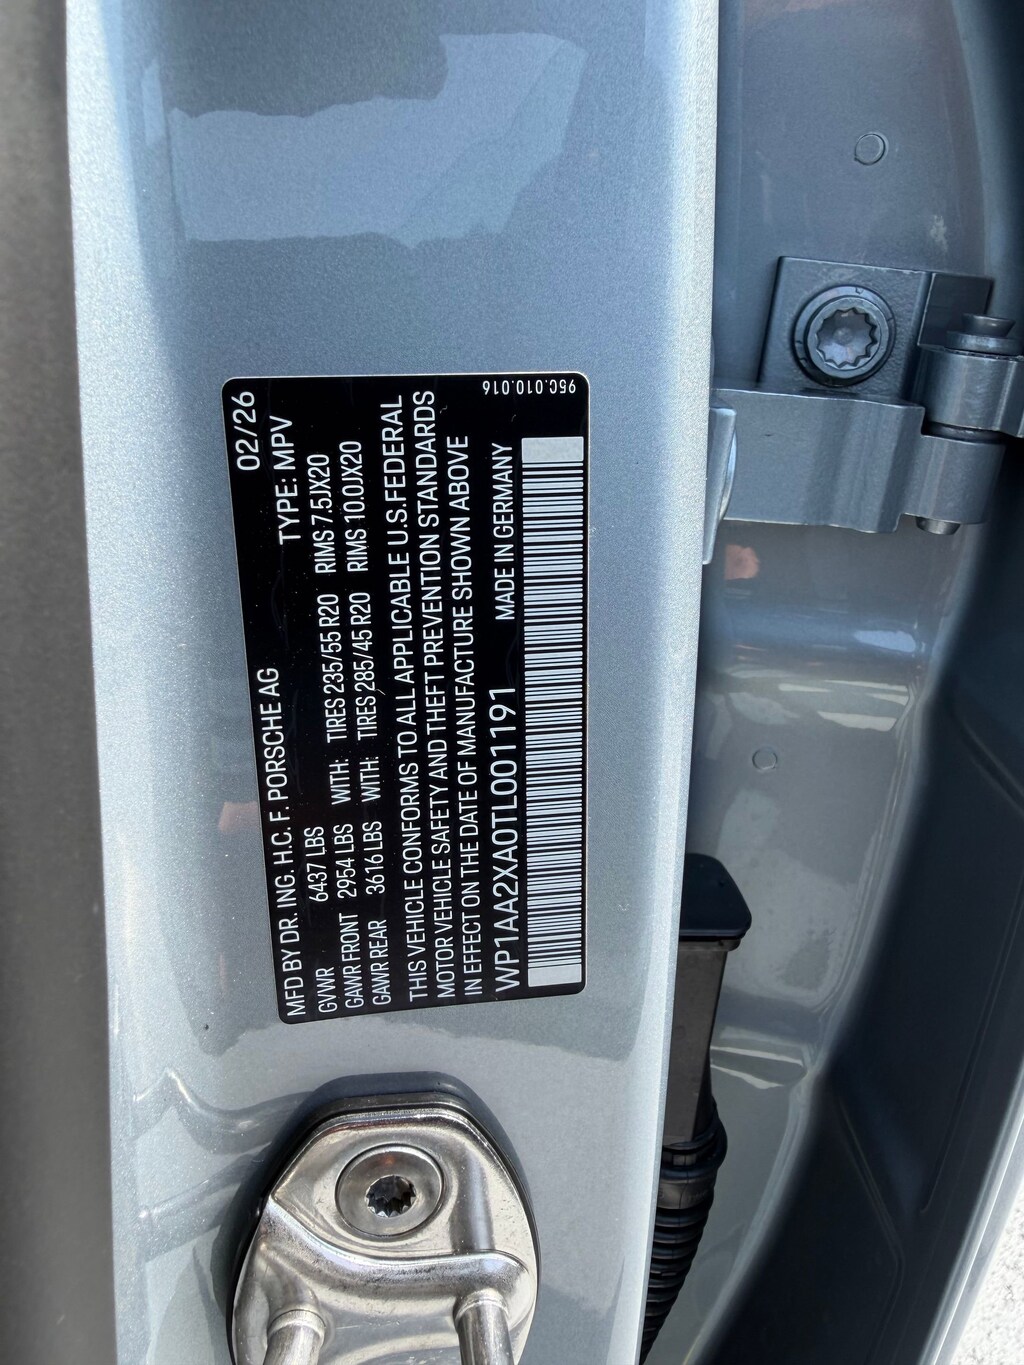 MFD BY DR. ING. H.C. F. PORSCHE AG 02/26
TYPE: MPV
GVWR 6437 LBS
GAWR FRONT 2954 LBS WITH: TIRES 235/55 R20 RIMS 7.5JX20
GAWR REAR 3616 LBS WITH: TIRES 285/45 R20 RIMS 10.0JX20
THIS VEHICLE CONFORMS TO ALL APPLICABLE U.S. FEDERAL
MOTOR VEHICLE SAFETY AND THEFT PREVENTION STANDARDS
IN EFFECT ON THE DATE OF MANUFACTURE SHOWN ABOVE
WP1AA2XA0TL001191 MADE IN GERMANY
95C.010.016